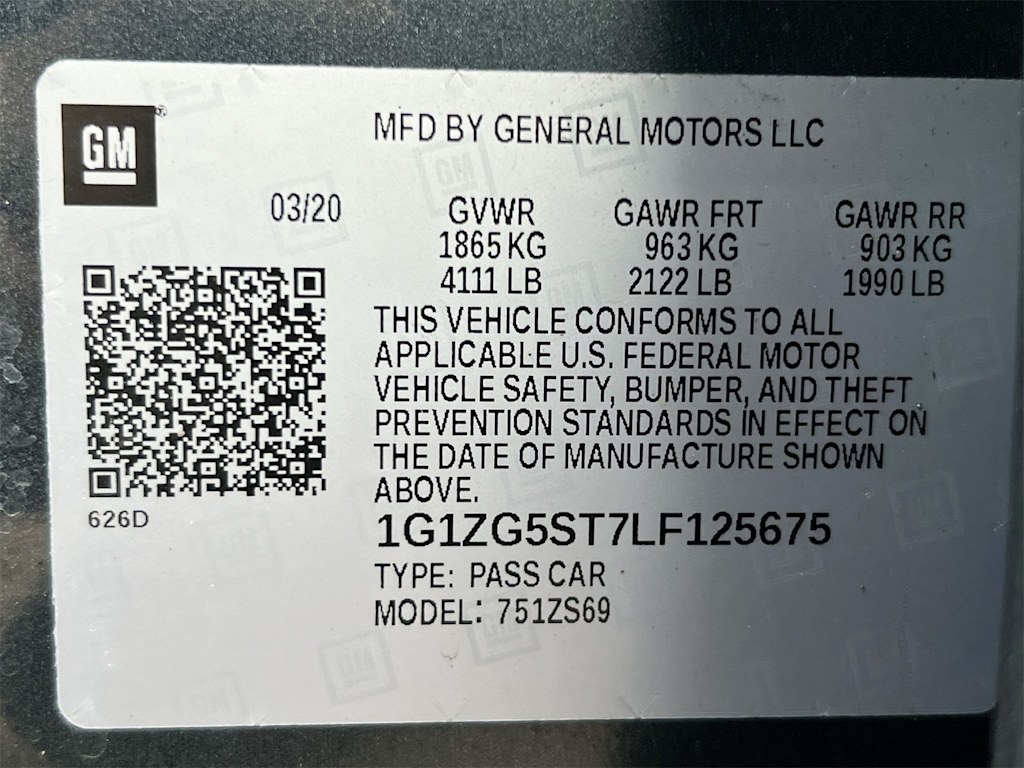 GM
MFD BY GENERAL MOTORS LLC
03/20 GVWR GAWR FRT GAWR RR
1865 KG 963 KG 903 KG
4111 LB 2122 LB 1990 LB
THIS VEHICLE CONFORMS TO ALL
APPLICABLE U.S. FEDERAL MOTOR
VEHICLE SAFETY, BUMPER, AND THEFT
PREVENTION STANDARDS IN EFFECT ON
THE DATE OF MANUFACTURE SHOWN
ABOVE.
626D
1G1ZG5ST7LF125675
TYPE: PASS CAR
MODEL: 751ZS69